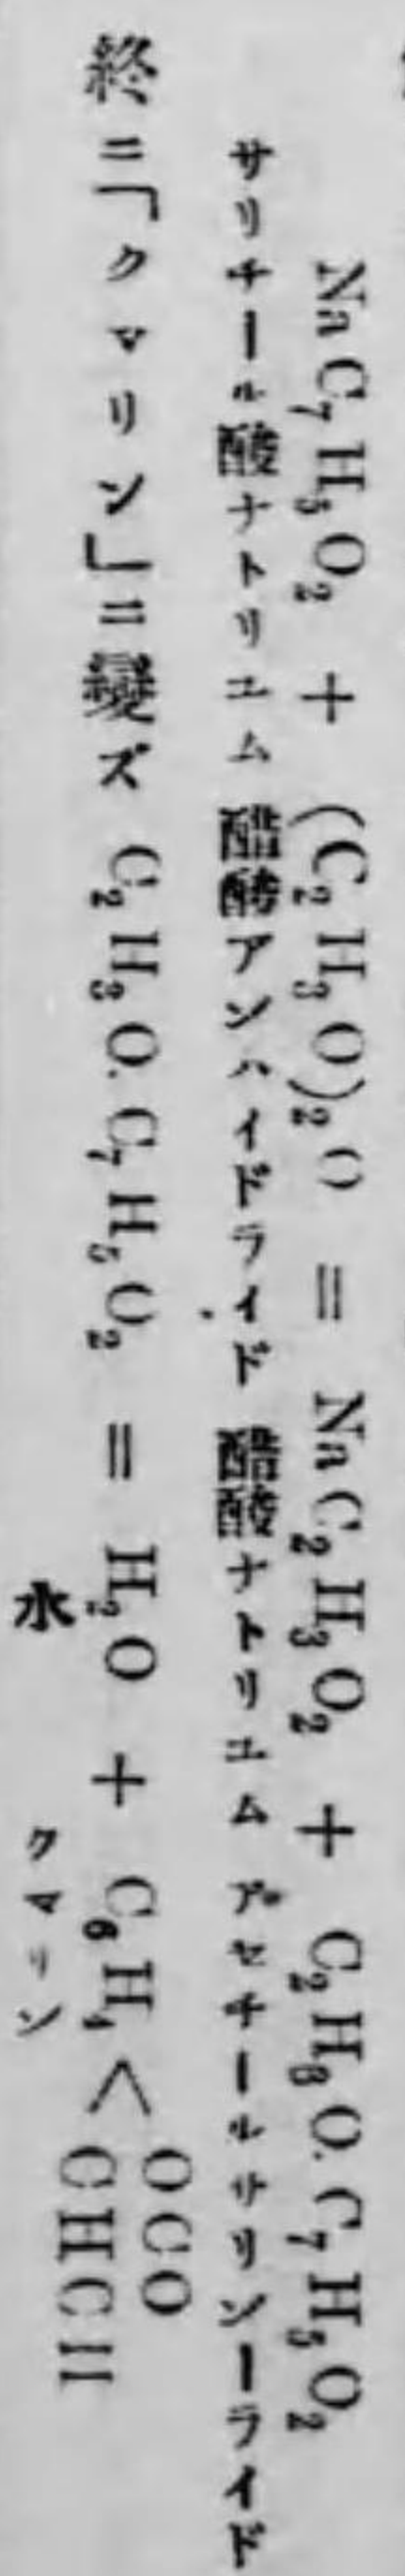 NaC₇H₅O₂ + (C₂H₃O)₂O = NaC₂H₃O₂ + C₂H₃O.C₇H₅O₂
サリチール酸ナトリユム 醋酸アンハイドライド 醋酸ナトリユム アセチールサリシーライド
終ニ「クマリン」ニ變ズ C₂H₃O.C₇H₅O₂ = H₂O + C₆H₄<OCO CHCH
水 クマリン